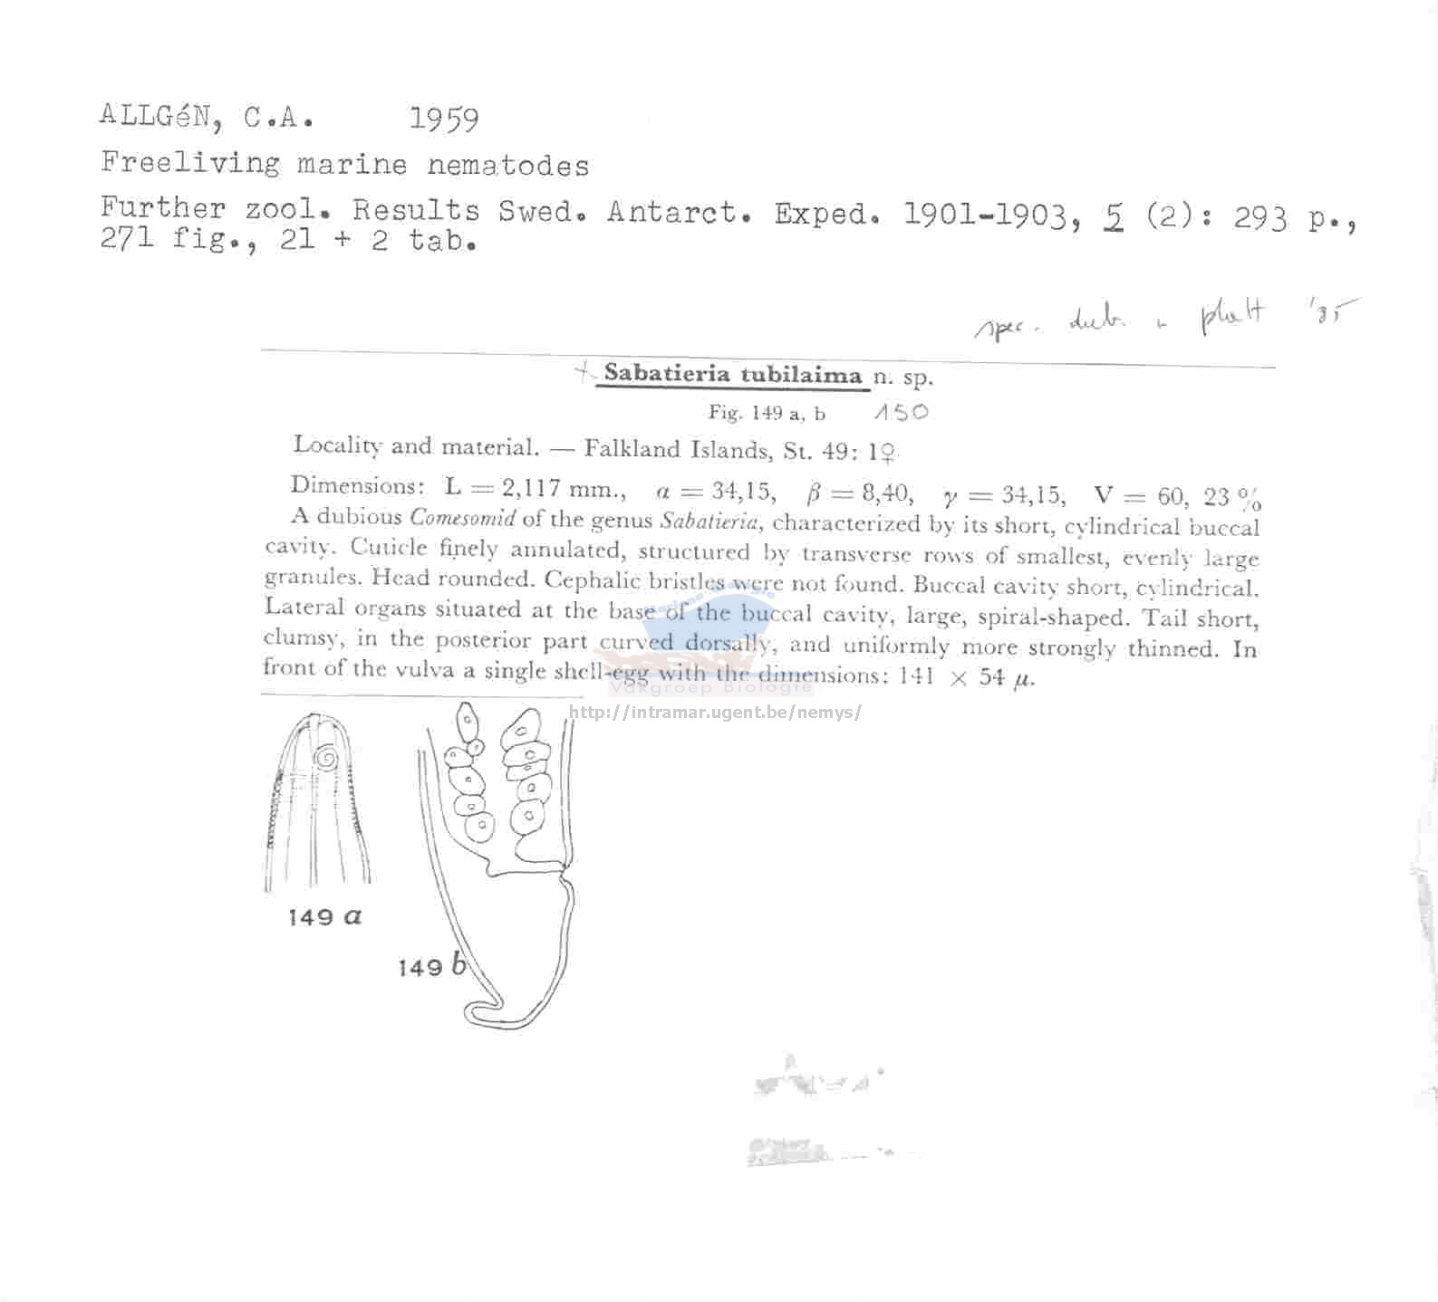 ALLGéN, C.A. 1959
Freeliving marine nematodes
Further zool. Results Swed. Antarct. Exped. 1901-1903, 5 (2): 293 p.,
271 fig., 21 + 2 tab.
spec. dub. Platt '85
+ Sabatieria tubilaima n. sp.
Fig. 149 a, b 150
Locality and material. — Falkland Islands, St. 49: 1♀
Dimensions: L = 2,117 mm., α = 34,15, β = 8,40, γ = 34,15, V = 60, 23 %
A dubious Comesomid of the genus Sabatieria, characterized by its short, cylindrical buccal
cavity. Cuticle finely annulated, structured by transverse rows of smallest, evenly large
granules. Head rounded. Cephalic bristles were not found. Buccal cavity short, cylindrical.
Lateral organs situated at the base of the buccal cavity, large, spiral-shaped. Tail short,
clumsy, in the posterior part curved dorsally, and uniformly more strongly thinned. In
front of the vulva a single shell-egg with the dimensions: 141 × 54 μ.
Vakgroep Biologie
http://intramar.ugent.be/nemys/
149 a
149 b